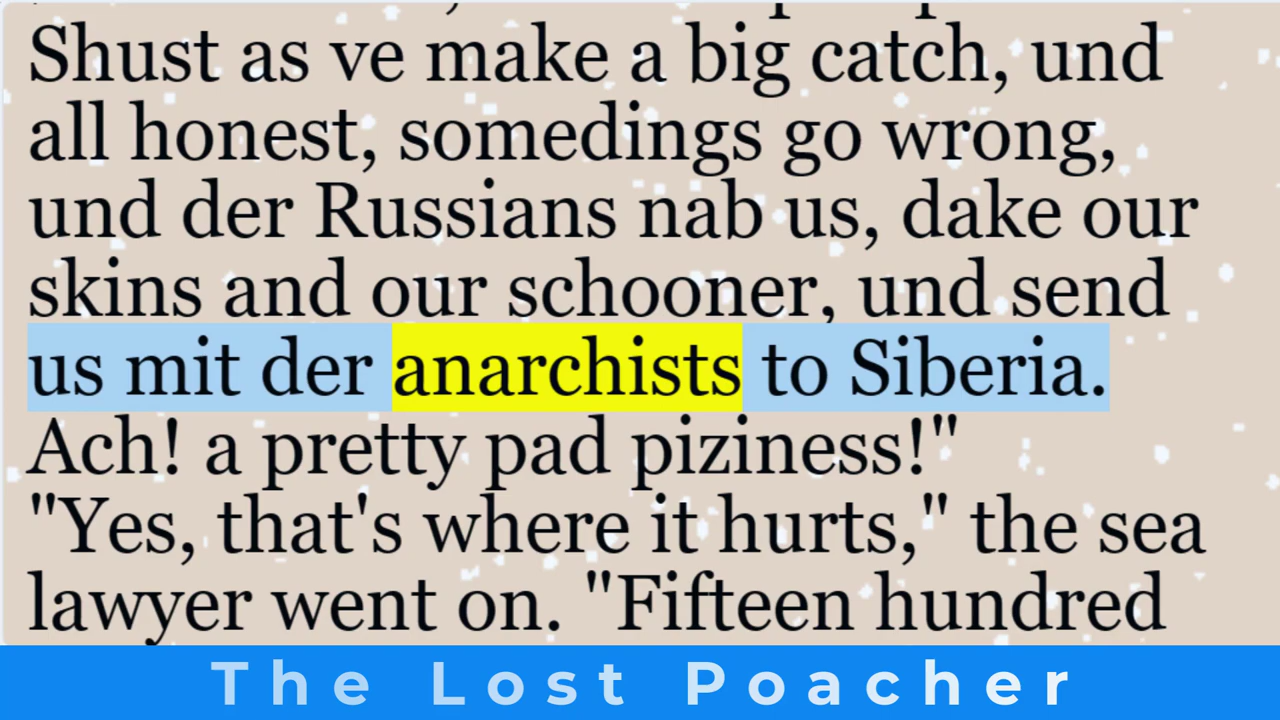 Shust as ve make a big catch, und
all honest, somedings go wrong,
und der Russians nab us, dake our
skins and our schooner, und send
us mit der anarchists to Siberia.
Ach! a pretty pad piziness!"
"Yes, that's where it hurts," the sea
lawyer went on. "Fifteen hundred
The Lost Poacher